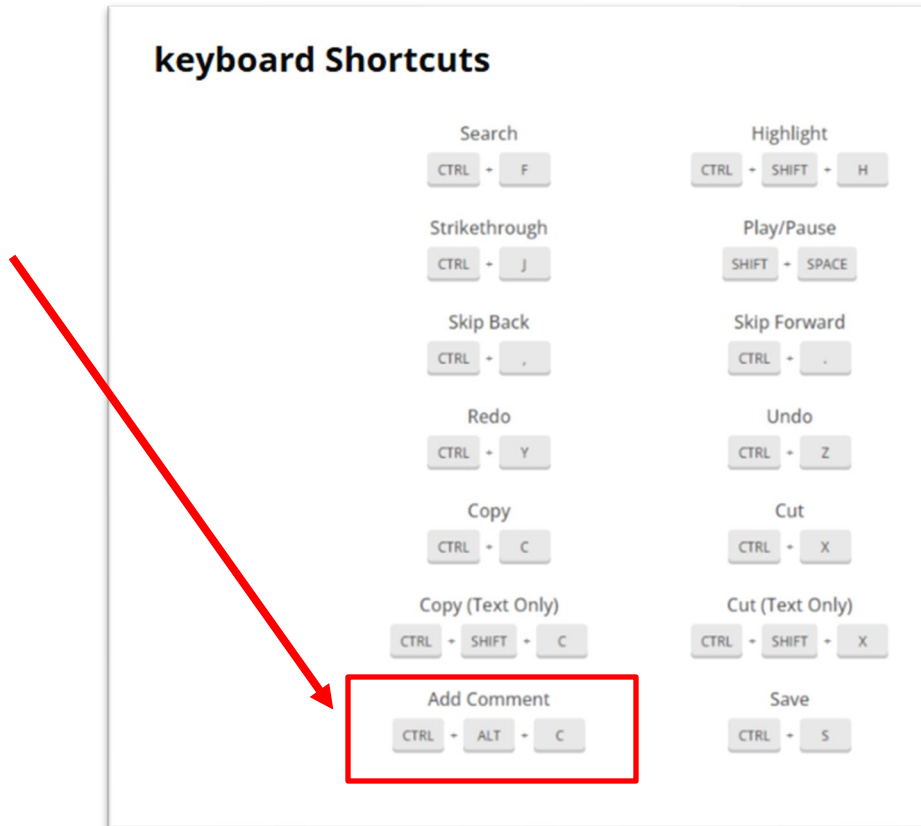 keyboard Shortcuts
Search Highlight
CTRL + F CTRL + SHIFT + H
Strikethrough Play/Pause
CTRL + J SHIFT + SPACE
Skip Back Skip Forward
CTRL + , CTRL + .
Redo Undo
CTRL + Y CTRL + Z
Copy Cut
CTRL + C CTRL + X
Copy (Text Only) Cut (Text Only)
CTRL + SHIFT + C CTRL + SHIFT + X
Add Comment Save
CTRL + ALT + C CTRL + S